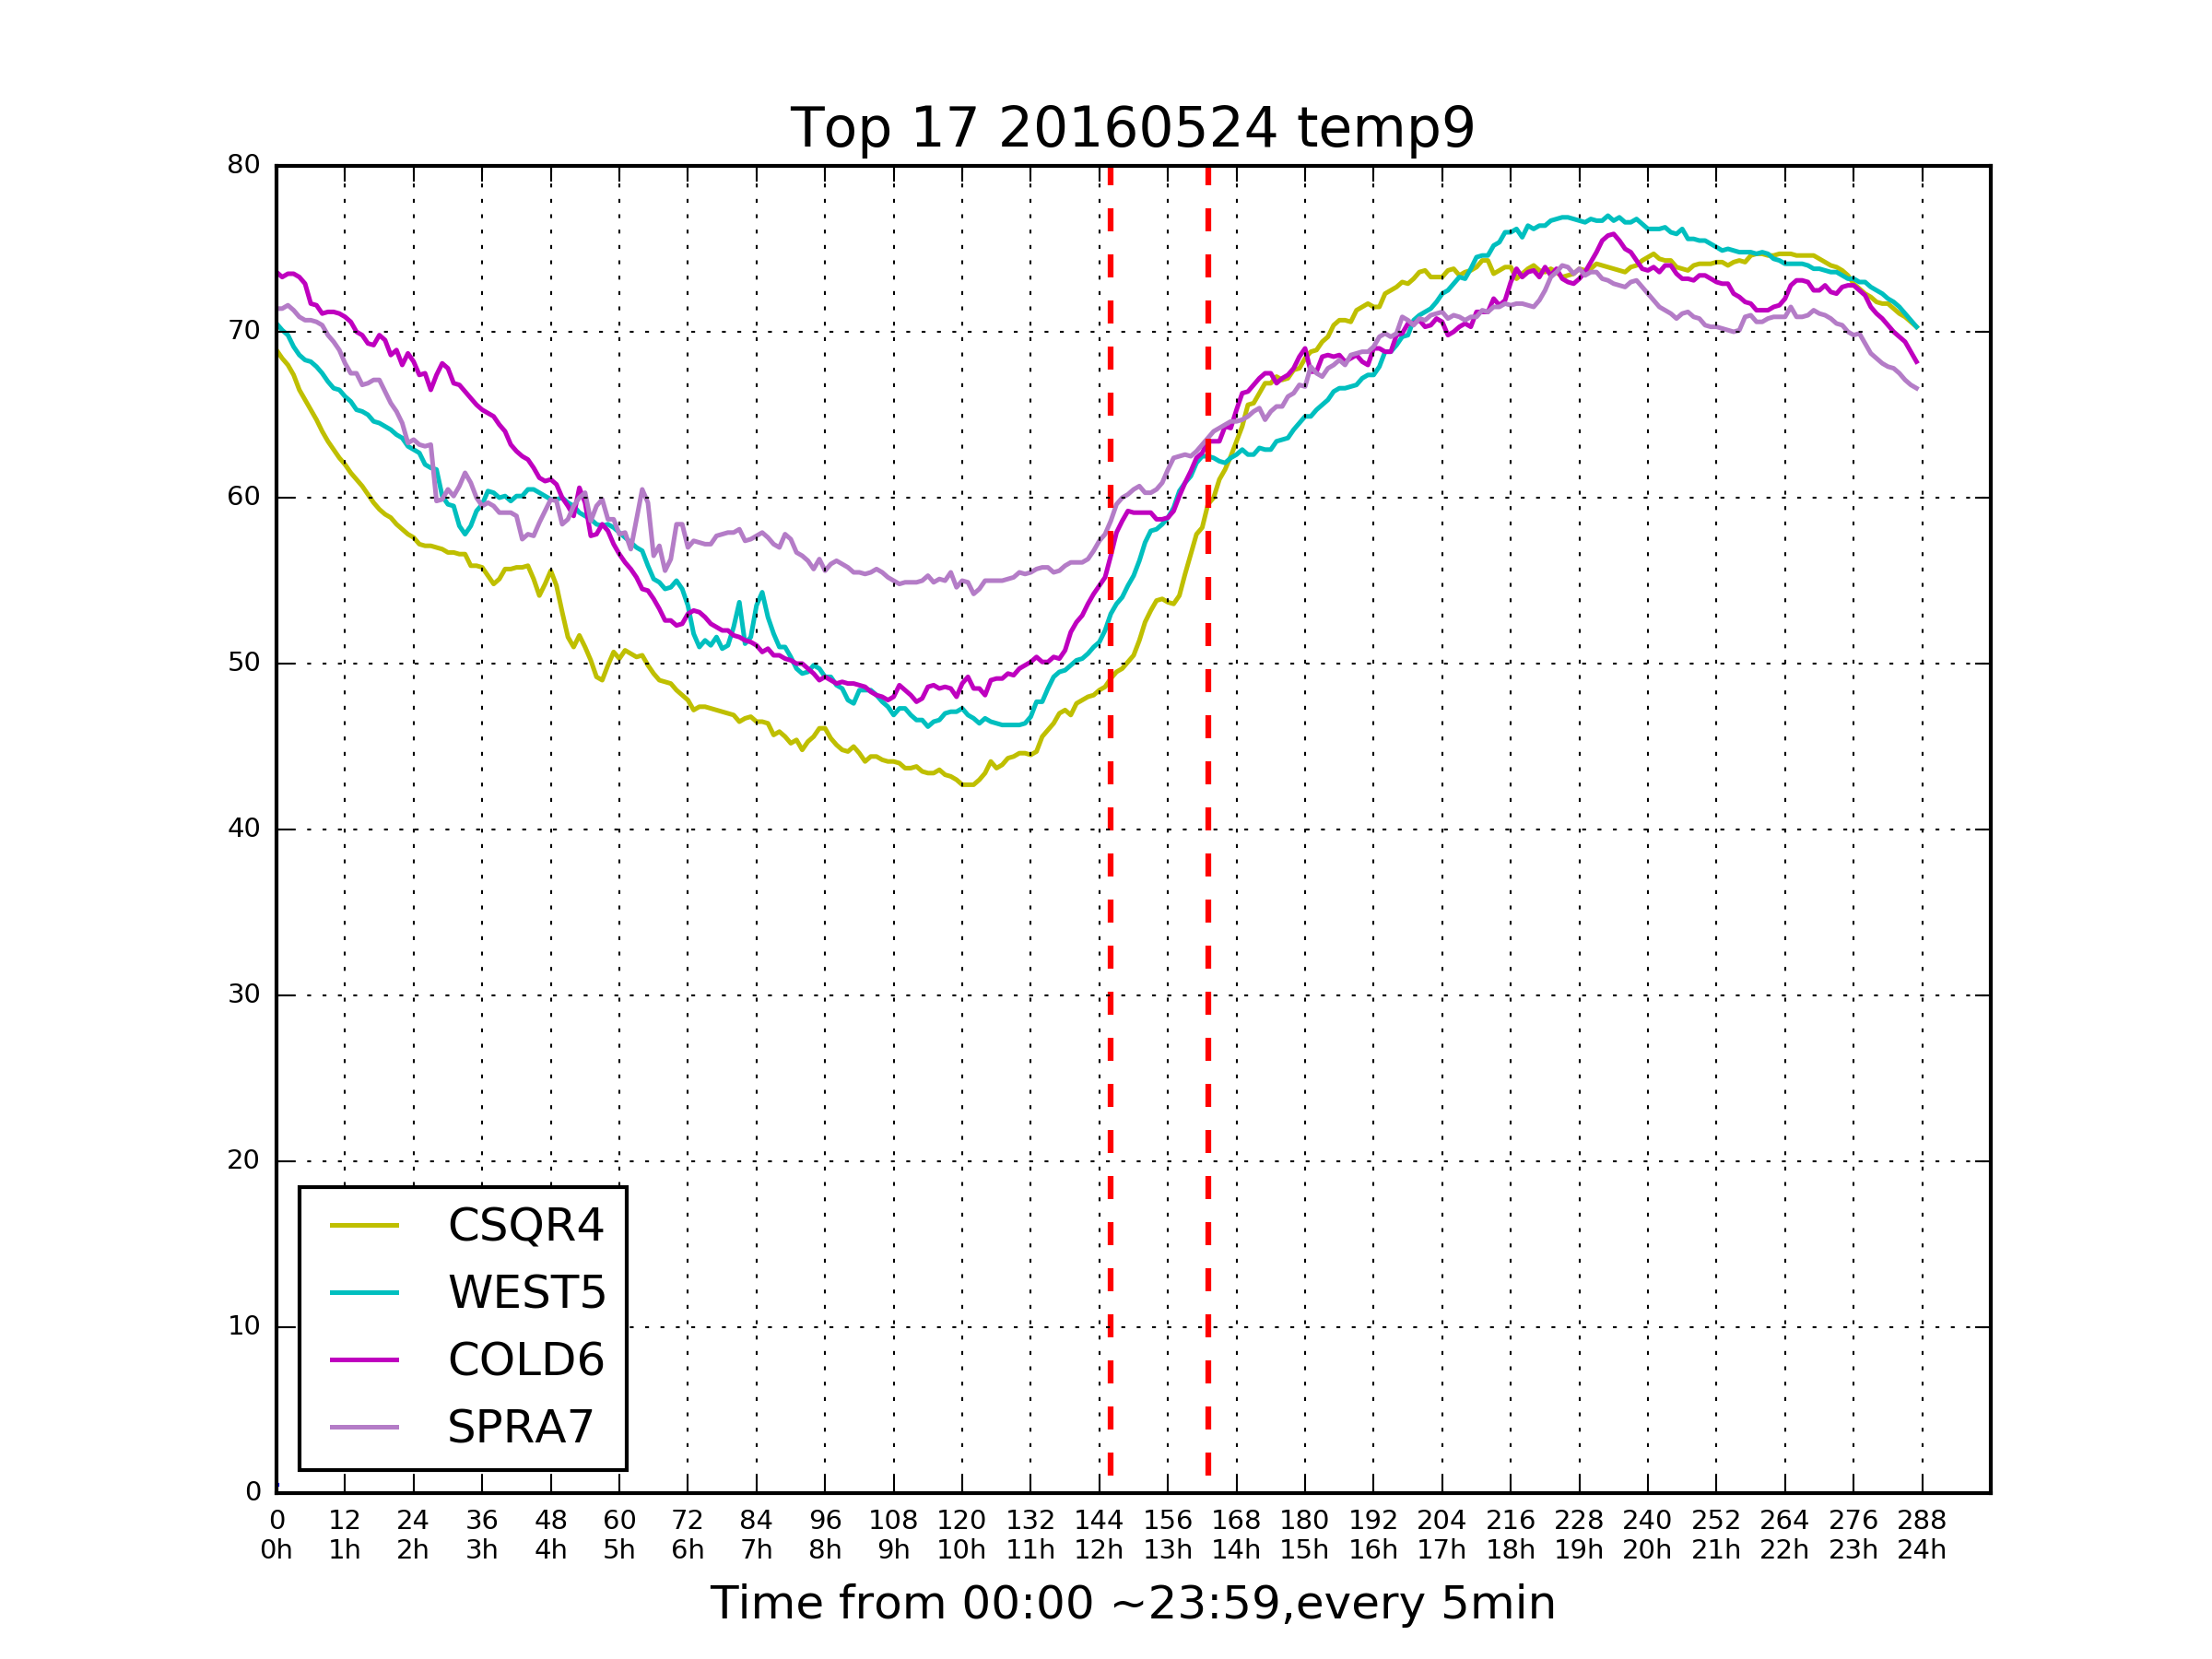 Top 17 20160524 temp9
80
70
60
50
40
30
20
10
0
CSQR4
WEST5
COLD6
SPRA7
0 12 24 36 48 60 72 84 96 108 120 132 144 156 168 180 192 204 216 228 240 252 264 276 288
0h 1h 2h 3h 4h 5h 6h 7h 8h 9h 10h 11h 12h 13h 14h 15h 16h 17h 18h 19h 20h 21h 22h 23h 24h
Time from 00:00 ~23:59,every 5min